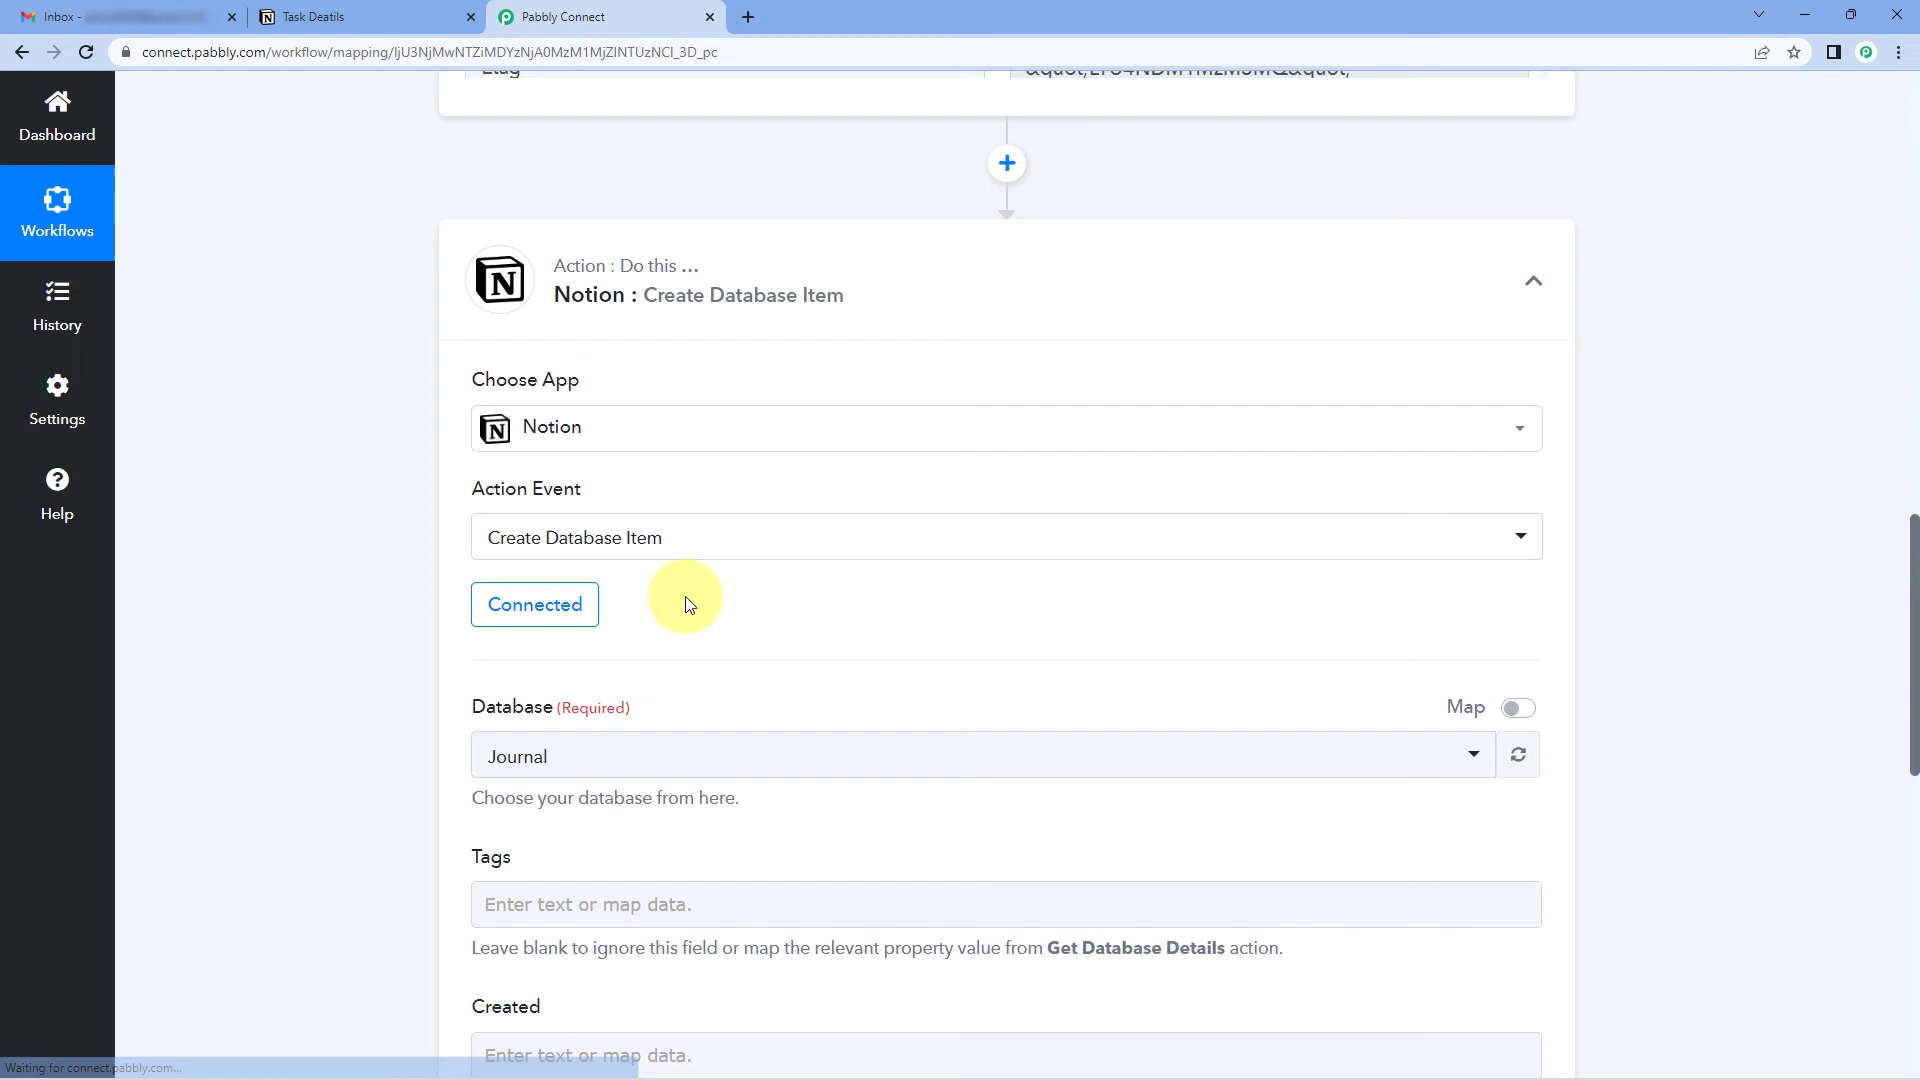 Inbox -
Task Deatils
Pabbly Connect
connect.pabbly.com/workflow/mapping/IjU3NjMwNTZiMDYzNjA0MzM1MjZlNTUzNCI_3D_pc
Etag
Dashboard
Action : Do this ...
Notion : Create Database Item
Workflows
History
Choose App
Notion
Settings
Action Event
Create Database Item
Help
Connected
Database (Required)
Map
Journal
Choose your database from here.
Tags
Enter text or map data.
Leave blank to ignore this field or map the relevant property value from Get Database Details action.
Created
Enter text or map data.
Waiting for connect.pabbly.com...